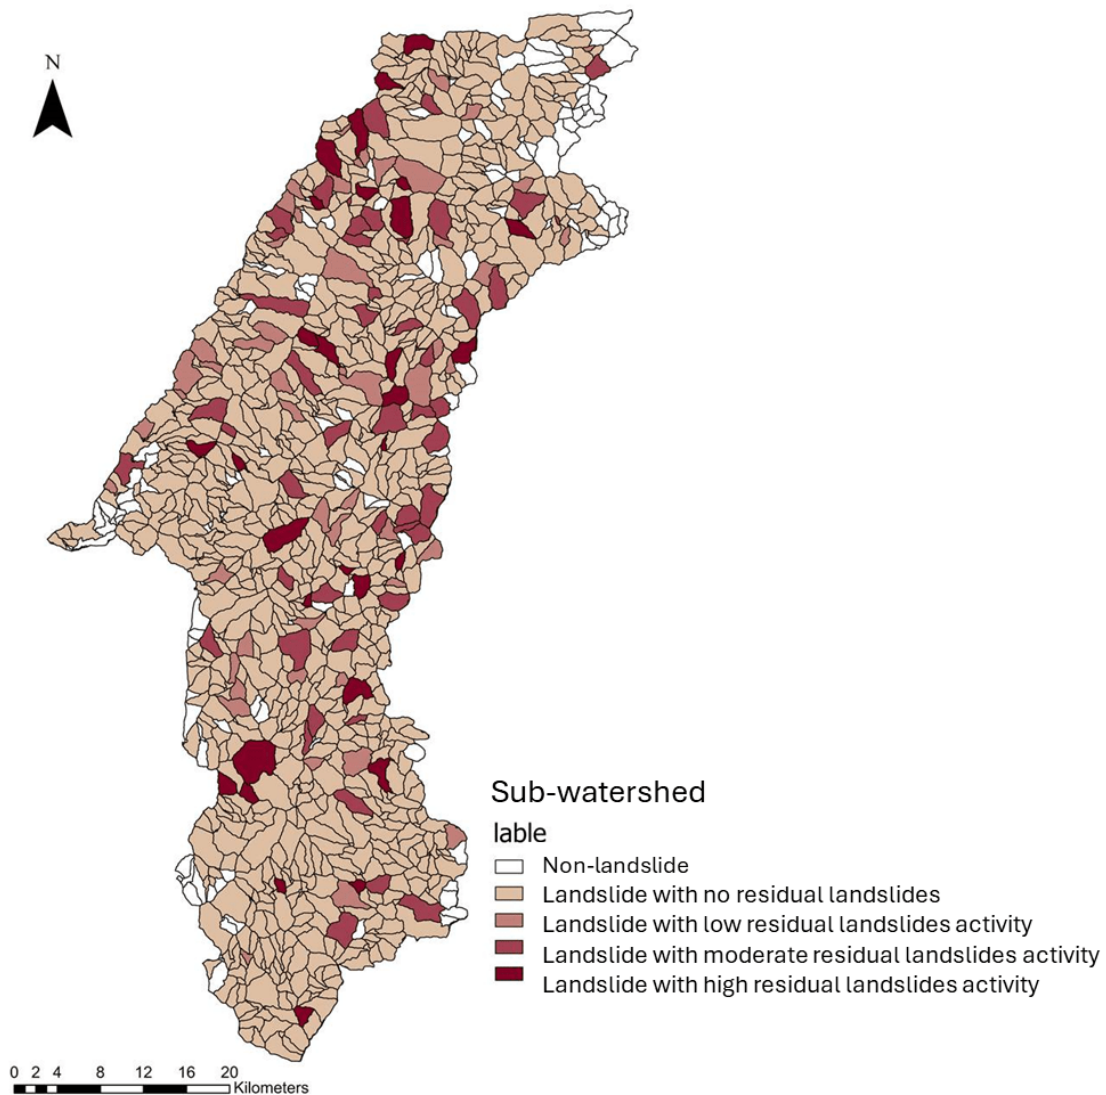 N
Sub-watershed
lable
Non-landslide
Landslide with no residual landslides
Landslide with low residual landslides activity
Landslide with moderate residual landslides activity
Landslide with high residual landslides activity
0 2 4 8 12 16 20
Kilometers